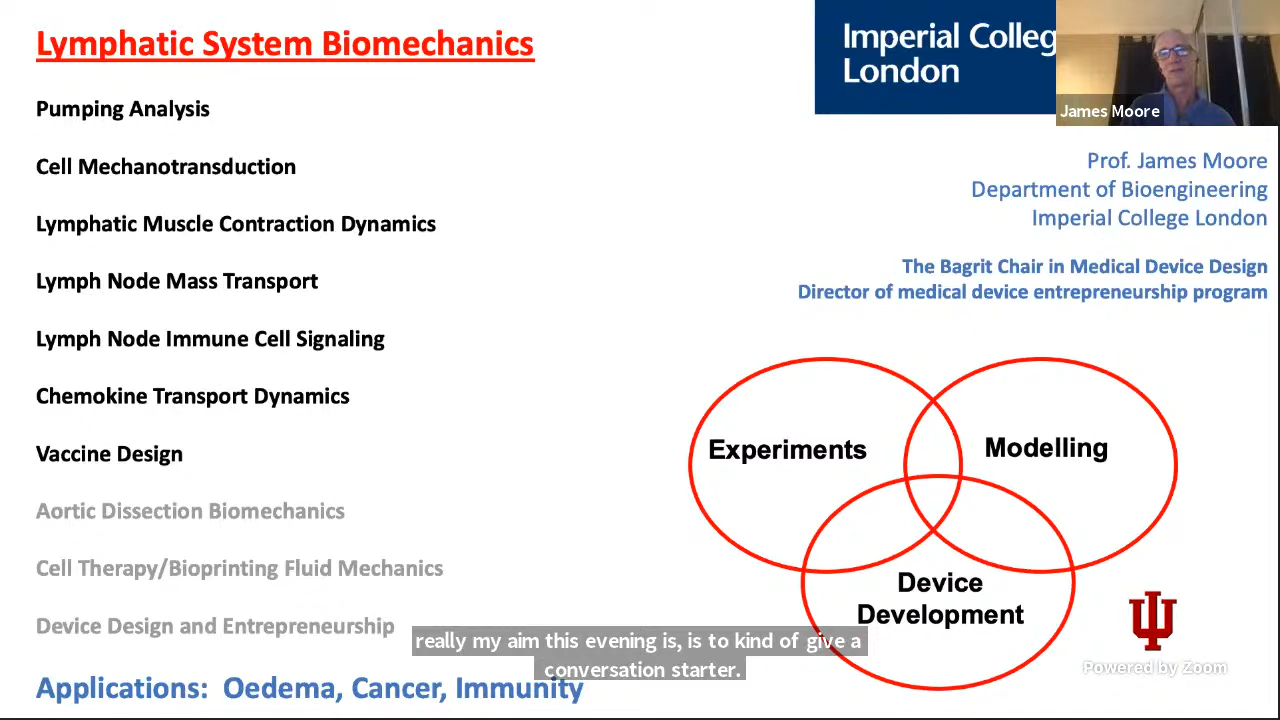 Lymphatic System Biomechanics
Imperial Colleg
London
James Moore
Pumping Analysis
Cell Mechanotransduction
Lymphatic Muscle Contraction Dynamics
Lymph Node Mass Transport
Lymph Node Immune Cell Signaling
Chemokine Transport Dynamics
Vaccine Design
Aortic Dissection Biomechanics
Cell Therapy/Bioprinting Fluid Mechanics
Device Design and Entrepreneurship
Applications: Oedema, Cancer, Immunity
Prof. James Moore
Department of Bioengineering
Imperial College London
The Bagrit Chair in Medical Device Design
Director of medical device entrepreneurship program
Experiments
Modelling
Device
Development
really my aim this evening is, is to kind of give a
conversation starter.
Powered by Zoom